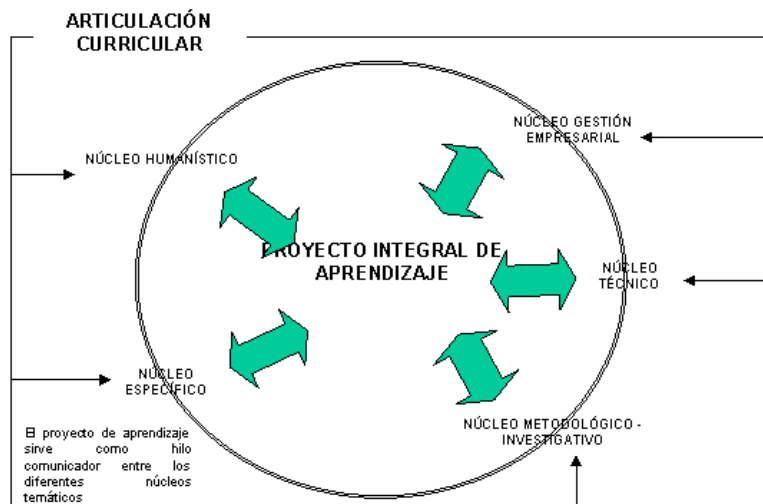 ARTICULACIÓN
CURRICULAR
NÚCLEO GESTIÓN
EMPRESARIAL
NÚCLEO HUMANÍSTICO
PROYECTO INTEGRAL DE
APRENDIZAJE
NÚCLEO
TÉCNICO
NÚCLEO
ESPECÍFICO
NÚCLEO METODOLÓGICO -
INVESTIGATIVO
El proyecto de aprendizaje
sirve como hilo
comunicador entre los
diferentes núcleos
temáticos